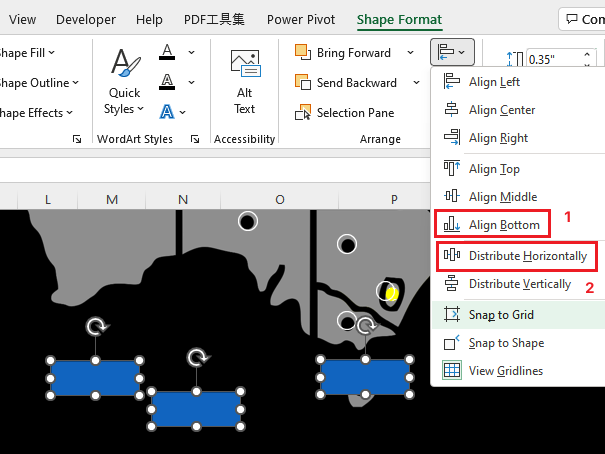 View Developer Help PDF工具集 Power Pivot Shape Format Com
Shape Fill
Shape Outline
Shape Effects
Quick
Styles
WordArt Styles
Alt
Text
Accessibility
Bring Forward
Send Backward
Selection Pane
Arrange
0.35"
Align Left
Align Center
Align Right
Align Top
Align Middle
Align Bottom 1
Distribute Horizontally
Distribute Vertically 2
Snap to Grid
Snap to Shape
View Gridlines
L M N O P